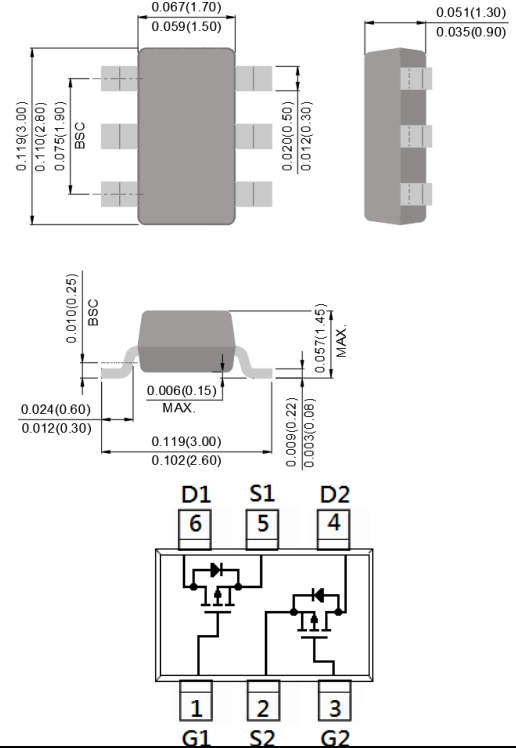 0.067(1.70)
0.059(1.50)
0.051(1.30)
0.035(0.90)
0.119(3.00)
0.110(2.80)
0.075(1.90)
BSC
0.020(0.50)
0.012(0.30)
0.010(0.25)
BSC
0.057(1.45)
MAX.
0.006(0.15)
MAX.
0.024(0.60)
0.012(0.30)
0.119(3.00)
0.102(2.60)
0.009(0.22)
0.003(0.08)
D1 S1 D2
6 5 4
1 2 3
G1 S2 G2